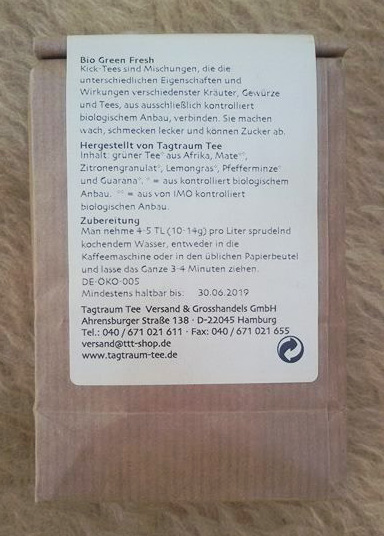 Bio Green Fresh
Kick-Tees sind Mischungen, die die
unterschiedlichen Eigenschaften und
Wirkungen verschiedenster Kräuter, Gewürze
und Tees, aus ausschließlich kontrolliert
biologischem Anbau, verbinden. Sie machen
wach, schmecken lecker und können Zucker ab.
Hergestellt von Tagtraum Tee
Inhalt: grüner Tee* aus Afrika, Mate**,
Zitronengranulat*, Lemongras*, Pfefferminze*
und Guarana*. * = aus kontrolliert biologischem
Anbau. ** = aus von IMO kontrolliert
biologischen Anbau.
Zubereitung
Man nehme 4-5 TL (10-14g) pro Liter sprudelnd
kochendem Wasser, entweder in die
Kaffeemaschine oder in den üblichen Papierbeutel
und lasse das Ganze 3-4 Minuten ziehen.
DE-ÖKO-005
Mindestens haltbar bis: 30.06.2019
Tagtraum Tee Versand & Grosshandels GmbH
Ahrensburger Straße 138 · D-22045 Hamburg
Tel.: 040 / 671 021 611 · Fax: 040 / 671 021 655
versand@ttt-shop.de
www.tagtraum-tee.de